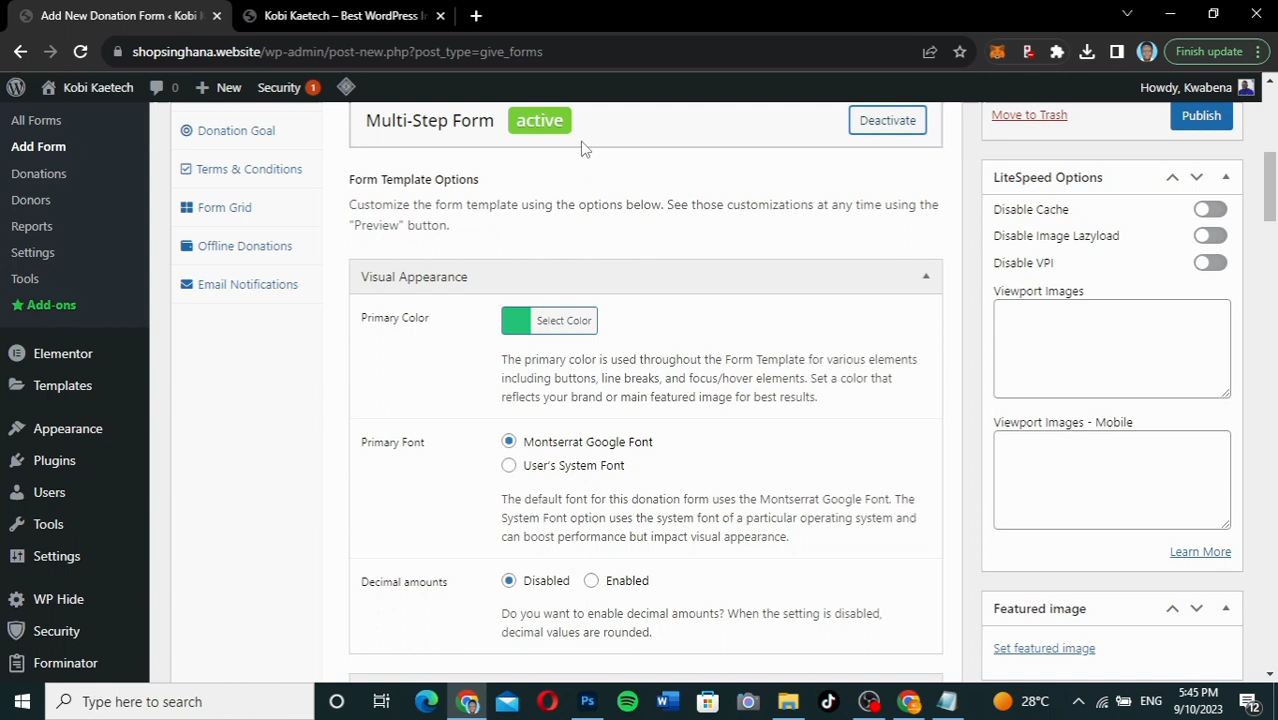 Add New Donation Form ‹ Kobi K
Kobi Kaetech – Best WordPress I
shopsinghana.website/wp-admin/post-new.php?post_type=give_forms
Finish update
Kobi Kaetech
0
New
Security 1
Howdy, Kwabena
All Forms
Add Form
Donations
Donors
Reports
Settings
Tools
Add-ons
Elementor
Templates
Appearance
Plugins
Users
Tools
Settings
WP Hide
Security
Forminator
Donation Goal
Terms & Conditions
Form Grid
Offline Donations
Email Notifications
Multi-Step Form active Deactivate
Form Template Options
Customize the form template using the options below. See those customizations at any time using the
"Preview" button.
Visual Appearance
Primary Color Select Color
The primary color is used throughout the Form Template for various elements
including buttons, line breaks, and focus/hover elements. Set a color that
reflects your brand or main featured image for best results.
Primary Font Montserrat Google Font
User's System Font
The default font for this donation form uses the Montserrat Google Font. The
System Font option uses the system font of a particular operating system and
can boost performance but impact visual appearance.
Decimal amounts Disabled Enabled
Do you want to enable decimal amounts? When the setting is disabled,
decimal values are rounded.
Move to Trash Publish
LiteSpeed Options
Disable Cache
Disable Image Lazyload
Disable VPI
Viewport Images
Viewport Images - Mobile
Learn More
Featured image
Set featured image
Type here to search
28°C
ENG
5:45 PM
9/10/2023
12